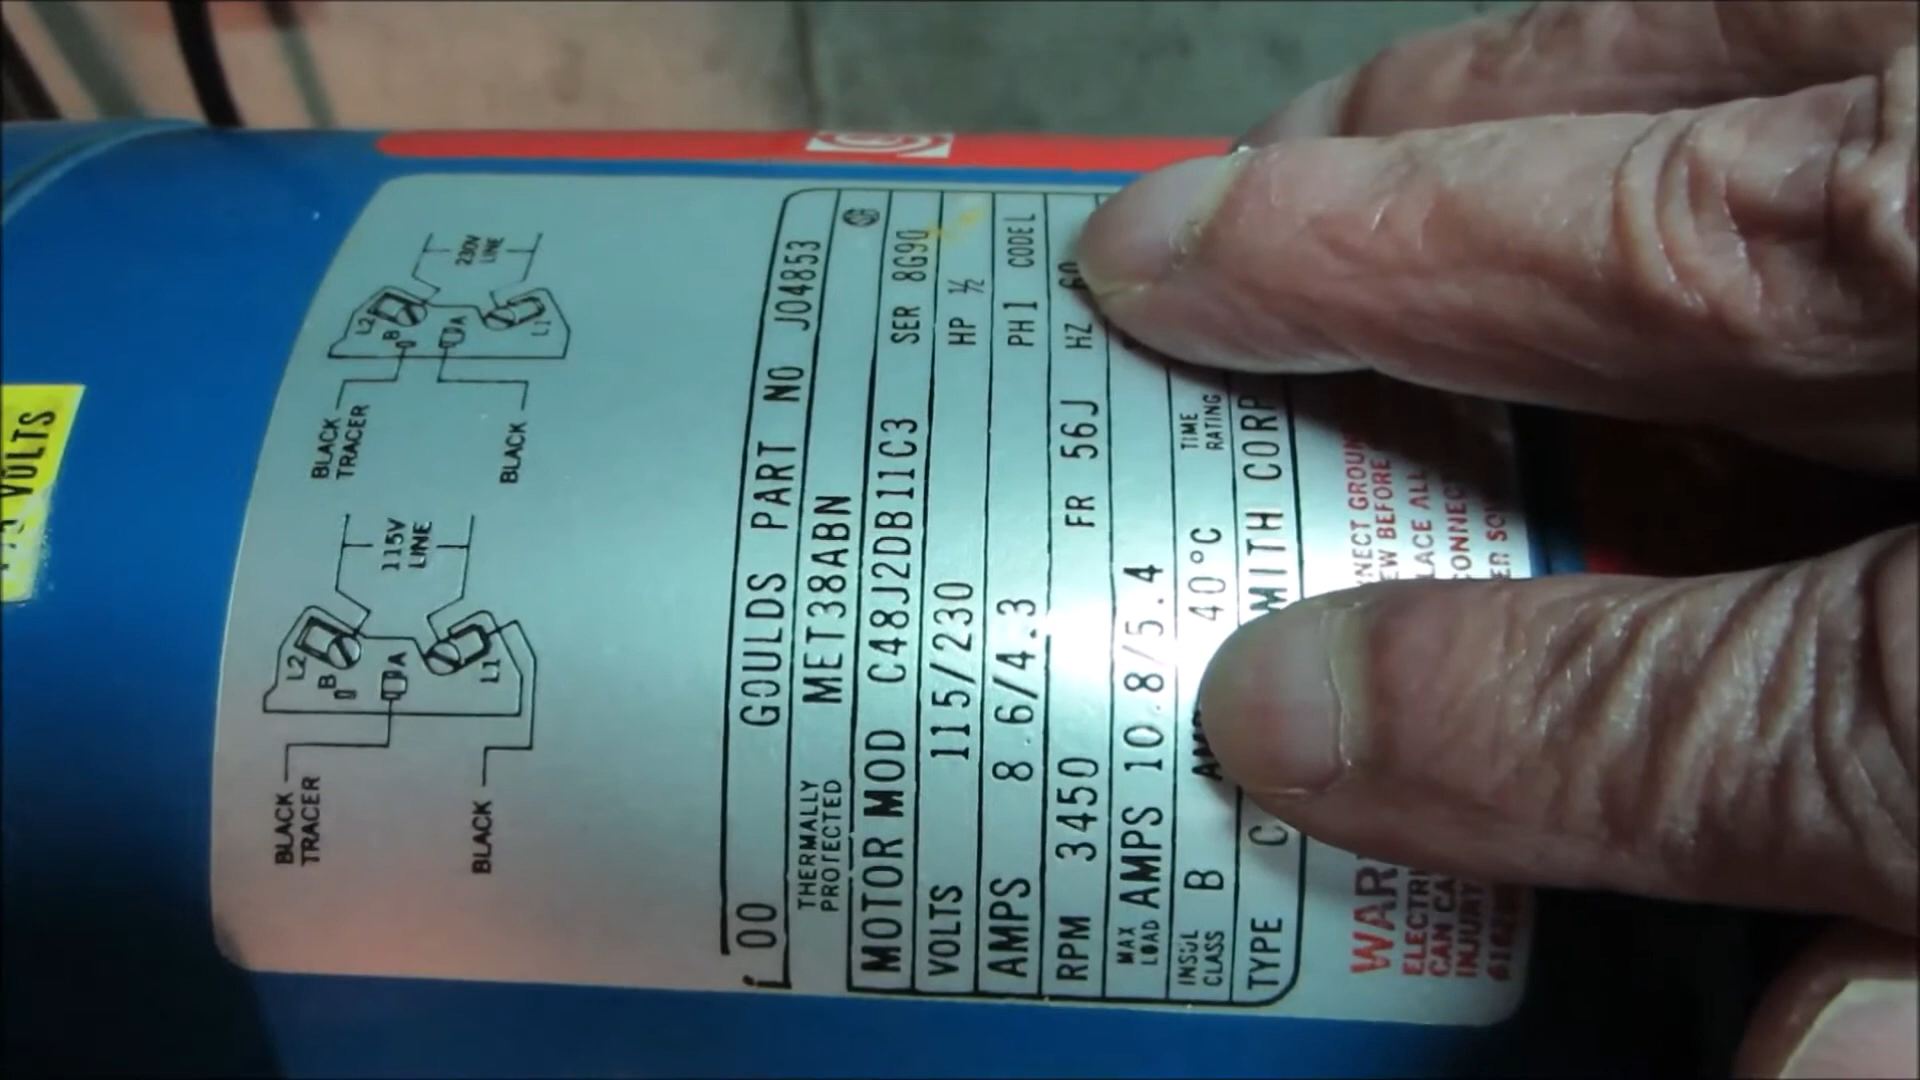 VOLTS
230V
LINE
L2
B
A
L1
BLACK
TRACER
BLACK
115V
LINE
L2
B
A
L1
BLACK
TRACER
BLACK
00 GOULDS PART NO J04853
THERMALLY
PROTECTED MET38ABN
MOTOR MOD C48J2DB11C3 SER 8G90
VOLTS 115/230 HP ½
AMPS 8.6/4.3 PH 1 CODE L
RPM 3450 FR 56J HZ 60
MAX
LOAD AMPS 10.8/5.4
INSUL
CLASS B 40°C TIME
RATING
TYPE C MITH CORP